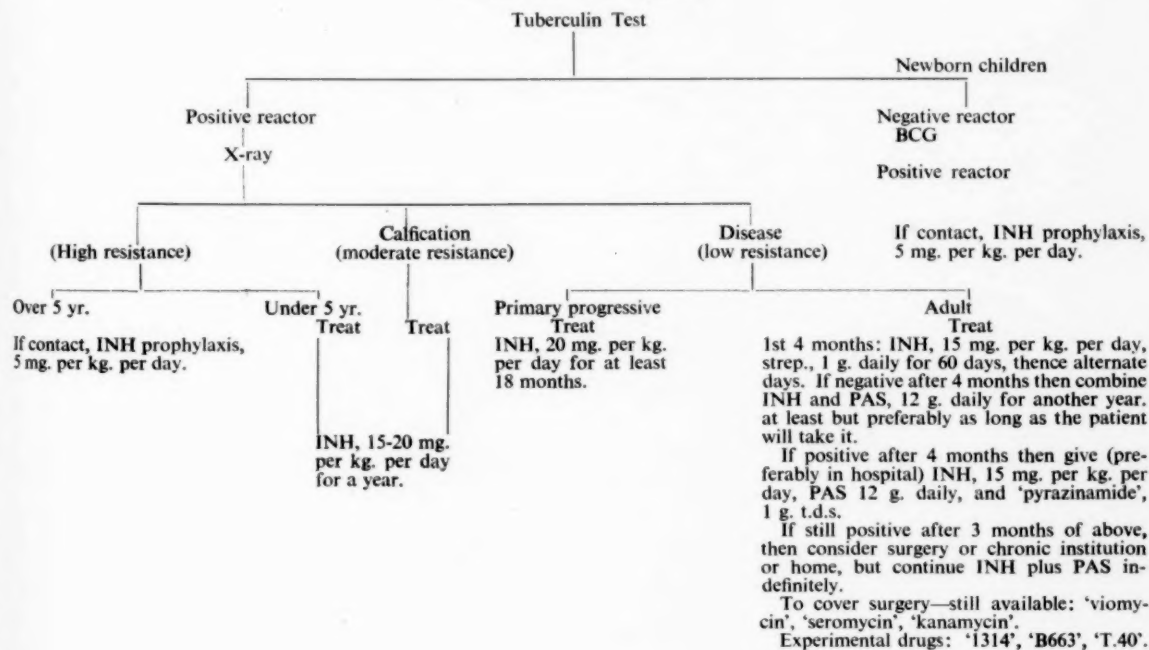 Tuberculin Test
Newborn children
Positive reactor
Negative reactor
BCG
X-ray
Positive reactor
(High resistance)
Calfication
(moderate resistance)
Disease
(low resistance)
If contact, INH prophylaxis,
5 mg. per kg. per day.
Over 5 yr.
If contact, INH prophylaxis,
5 mg. per kg. per day.
Under 5 yr.
Treat
Treat
INH, 15-20 mg.
per kg. per day
for a year.
Primary progressive
Treat
INH, 20 mg. per kg.
per day for at least
18 months.
Adult
Treat
1st 4 months: INH, 15 mg. per kg. per day,
strep., 1 g. daily for 60 days, thence alternate
days. If negative after 4 months then combine
INH and PAS, 12 g. daily for another year.
at least but preferably as long as the patient
will take it.
If positive after 4 months then give (pre-
ferably in hospital) INH, 15 mg. per kg. per
day, PAS 12 g. daily, and 'pyrazinamide',
1 g. t.d.s.
If still positive after 3 months of above,
then consider surgery or chronic institution
or home, but continue INH plus PAS in-
definitely.
To cover surgery—still available: 'viomy-
cin', 'seromycin', 'kanamycin'.
Experimental drugs: '1314', 'B663', 'T.40'.